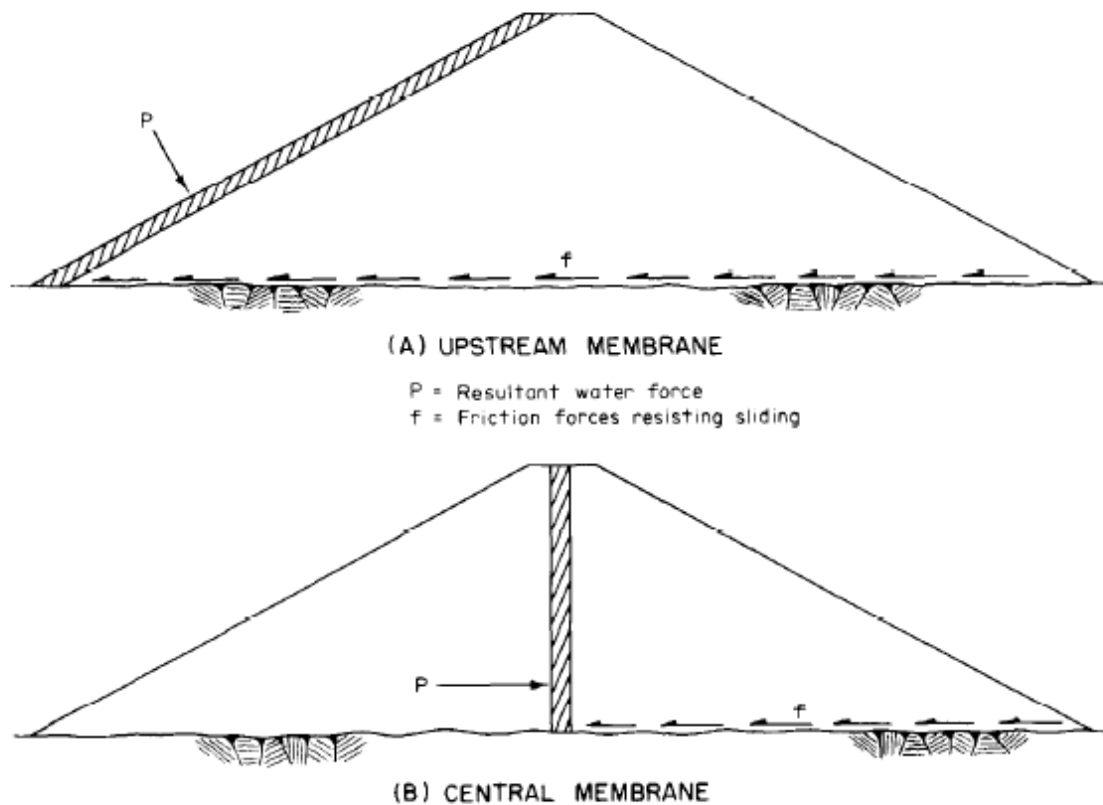 P
f
(A) UPSTREAM MEMBRANE
P = Resultant water force
f = Friction forces resisting sliding
P
f
(B) CENTRAL MEMBRANE